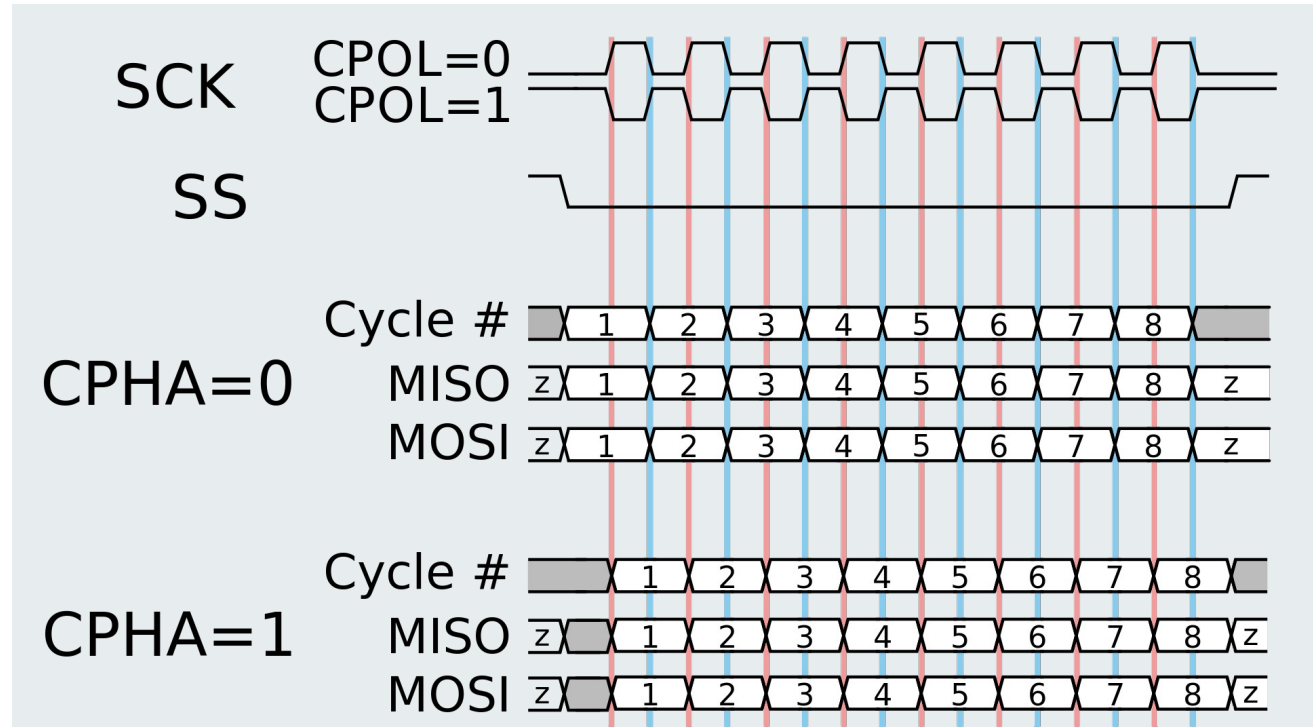 SCK CPOL=0
CPOL=1
SS
Cycle # 1 2 3 4 5 6 7 8
CPHA=0 MISO z 1 2 3 4 5 6 7 8 z
MOSI z 1 2 3 4 5 6 7 8 z
Cycle # 1 2 3 4 5 6 7 8
CPHA=1 MISO z 1 2 3 4 5 6 7 8 z
MOSI z 1 2 3 4 5 6 7 8 z